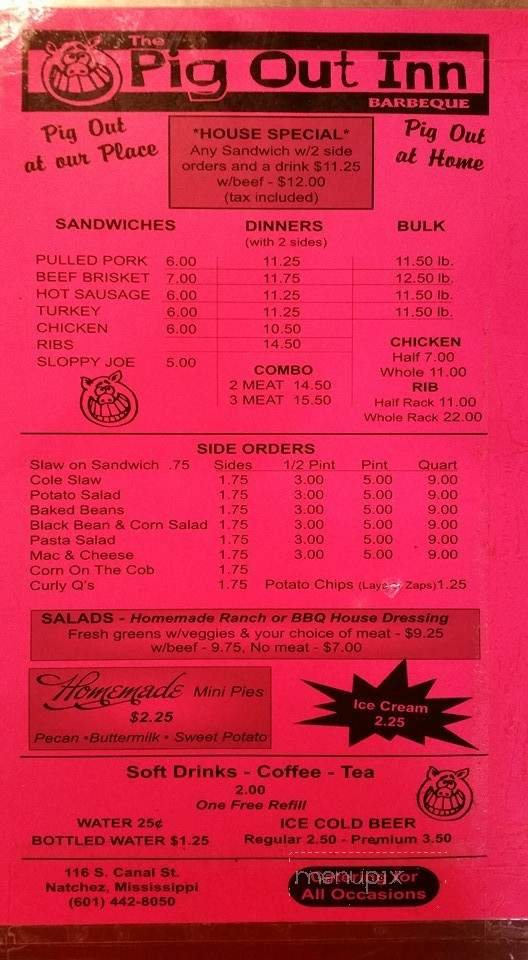 The
Pig Out Inn
BARBEQUE
Pig Out
at our Place
*HOUSE SPECIAL*
Any Sandwich w/2 side
orders and a drink $11.25
w/beef - $12.00
(tax included)
Pig Out
at Home
SANDWICHES DINNERS BULK
(with 2 sides)
PULLED PORK 6.00 11.25 11.50 lb.
BEEF BRISKET 7.00 11.75 12.50 lb.
HOT SAUSAGE 6.00 11.25 11.50 lb.
TURKEY 6.00 11.25 11.50 lb.
CHICKEN 6.00 10.50
RIBS 14.50
SLOPPY JOE 5.00
COMBO
2 MEAT 14.50
3 MEAT 15.50
CHICKEN
Half 7.00
Whole 11.00
RIB
Half Rack 11.00
Whole Rack 22.00
SIDE ORDERS
Slaw on Sandwich .75 Sides 1/2 Pint Pint Quart
Cole Slaw 1.75 3.00 5.00 9.00
Potato Salad 1.75 3.00 5.00 9.00
Baked Beans 1.75 3.00 5.00 9.00
Black Bean & Corn Salad 1.75 3.00 5.00 9.00
Pasta Salad 1.75 3.00 5.00 9.00
Mac & Cheese 1.75 3.00 5.00 9.00
Corn On The Cob 1.75
Curly Q's 1.75 Potato Chips (Lays Zaps)1.25
SALADS - Homemade Ranch or BBQ House Dressing
Fresh greens w/veggies & your choice of meat - $9.25
w/beef - 9.75, No meat - $7.00
Homemade Mini Pies
$2.25
Pecan •Buttermilk • Sweet Potato
Ice Cream
2.25
Soft Drinks - Coffee - Tea
2.00
One Free Refill
WATER 25¢
BOTTLED WATER $1.25
ICE COLD BEER
Regular 2.50 - Premium 3.50
116 S. Canal St.
Natchez, Mississippi
(601) 442-8050
Catering for
All Occasions
menupix